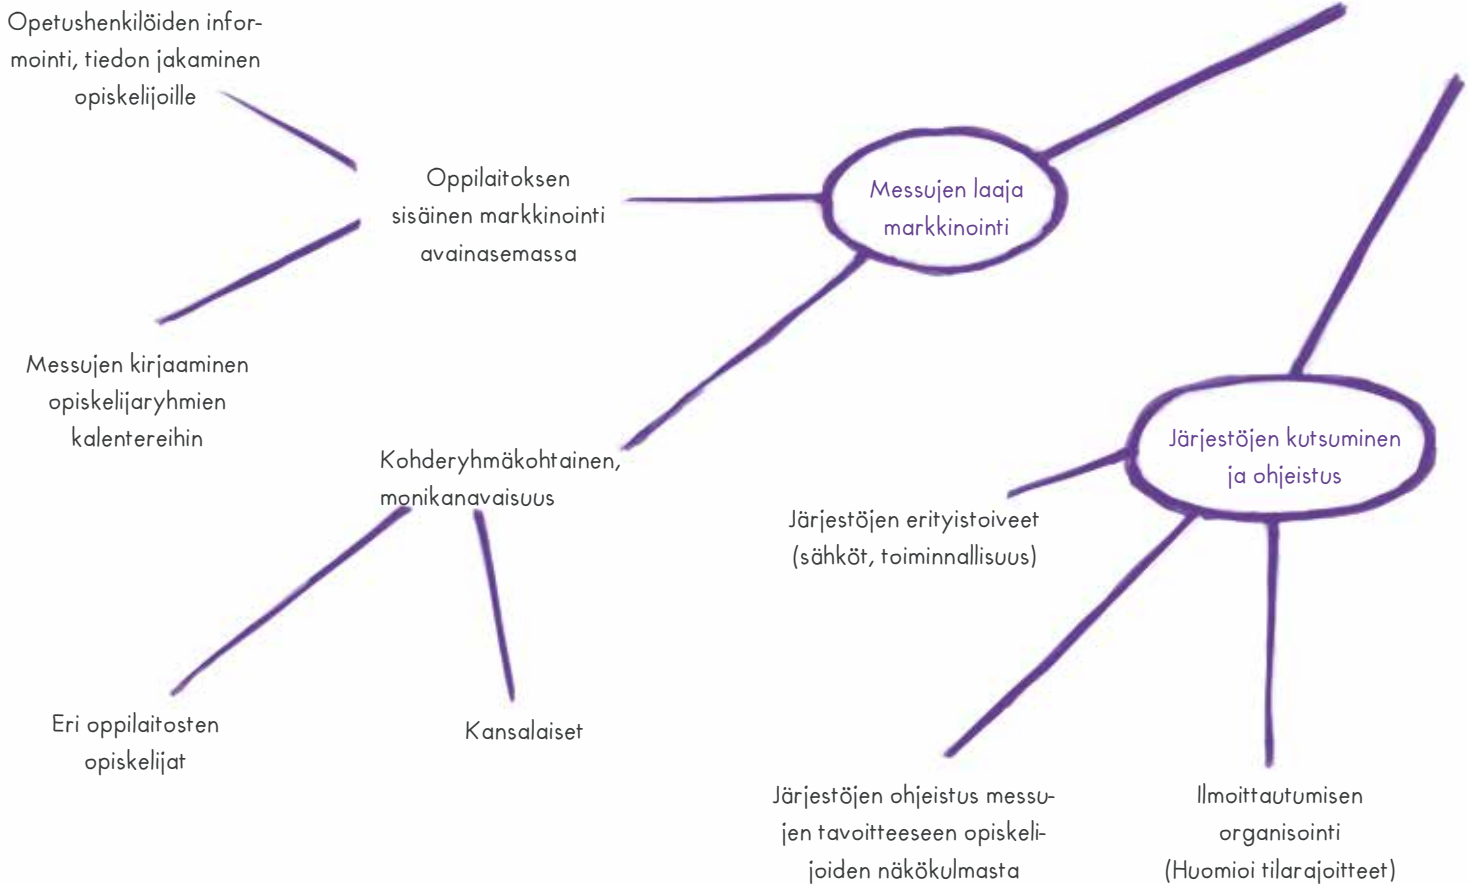 Opetushenkilöiden infor-
mointi, tiedon jakaminen
opiskelijoille
Oppilaitoksen
sisäinen markkinointi
avainasemassa
Messujen laaja
markkinointi
Messujen kirjaaminen
opiskelijaryhmien
kalentereihin
Kohderyhmäkohtainen,
monikanavaisuus
Järjestöjen kutsuminen
ja ohjeistus
Järjestöjen erityistoiveet
(sähköt, toiminnallisuus)
Eri oppilaitosten
opiskelijat
Kansalaiset
Järjestöjen ohjeistus messu-
jen tavoitteeseen opiskeli-
joiden näkökulmasta
Ilmoittautumisen
organisointi
(Huomioi tilarajoitteet)